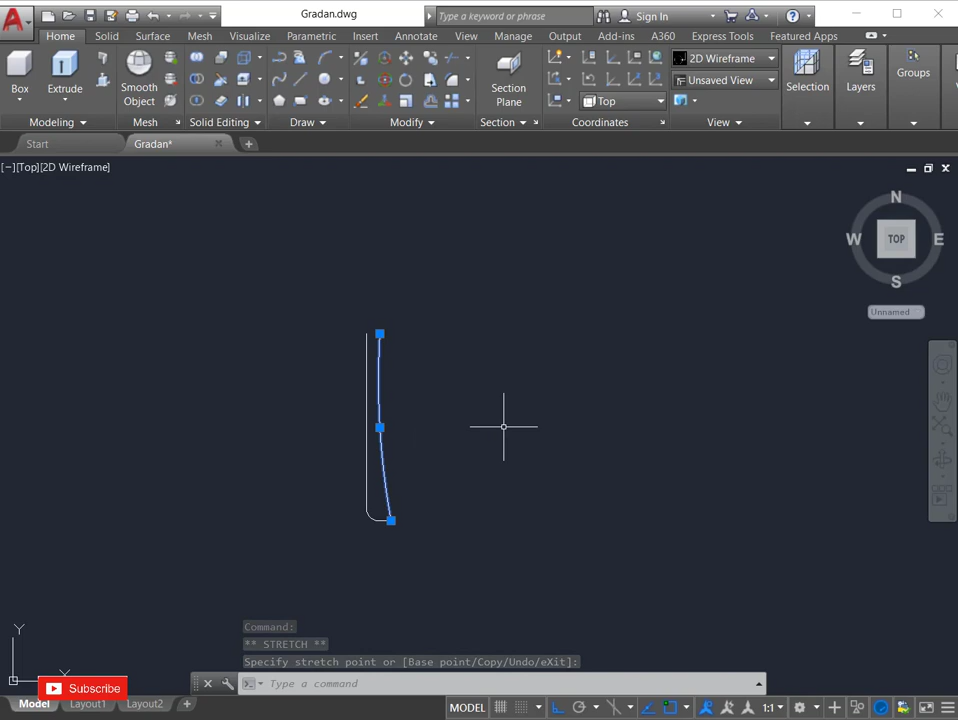 Gradan.dwg
Type a keyword or phrase
Sign In
Home Solid Surface Mesh Visualize Parametric Insert Annotate View Manage Output Add-ins A360 Express Tools Featured Apps
Box
Extrude
Smooth
Object
Section
Plane
2D Wireframe
Unsaved View
Top
Selection
Layers
Groups
Modeling
Mesh
Solid Editing
Draw
Modify
Section
Coordinates
View
Start
Gradan*
[−][Top][2D Wireframe]
N
W
TOP
E
S
Unnamed
Command:
** STRETCH **
Specify stretch point or [Base point/Copy/Undo/eXit]:
Type a command
Y
X
Subscribe
Model Layout1 Layout2
MODEL
1:1